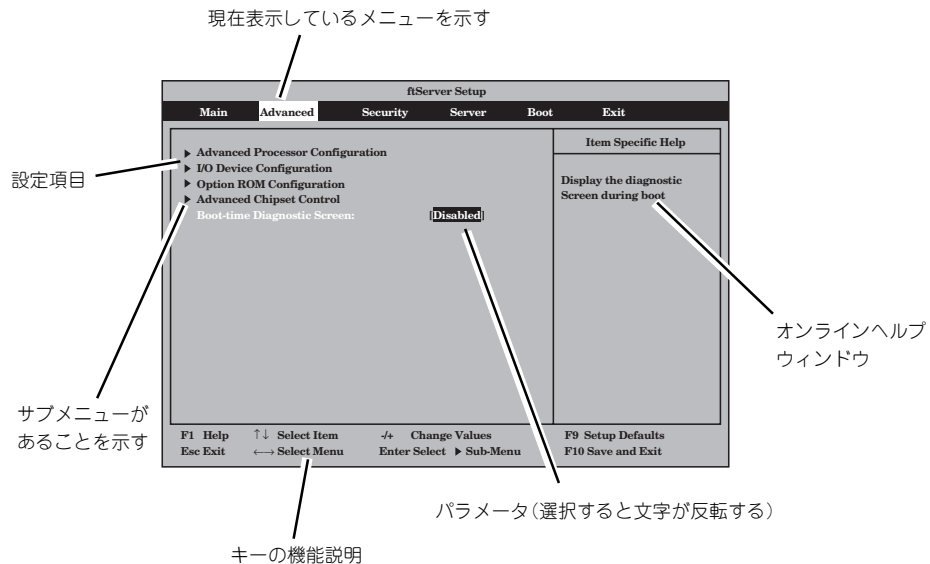 現在表示しているメニューを示す
ftServer Setup
Main Advanced Security Server Boot Exit
▶ Advanced Processor Configuration
▶ I/O Device Configuration
▶ Option ROM Configuration
▶ Advanced Chipset Control
Boot-time Diagnostic Screen: [Disabled]
Item Specific Help
Display the diagnostic
Screen during boot
設定項目
オンラインヘルプ
ウィンドウ
サブメニューが
あることを示す
F1 Help ↑↓ Select Item -/+ Change Values F9 Setup Defaults
Esc Exit ←→ Select Menu Enter Select ▶ Sub-Menu F10 Save and Exit
パラメータ(選択すると文字が反転する)
キーの機能説明